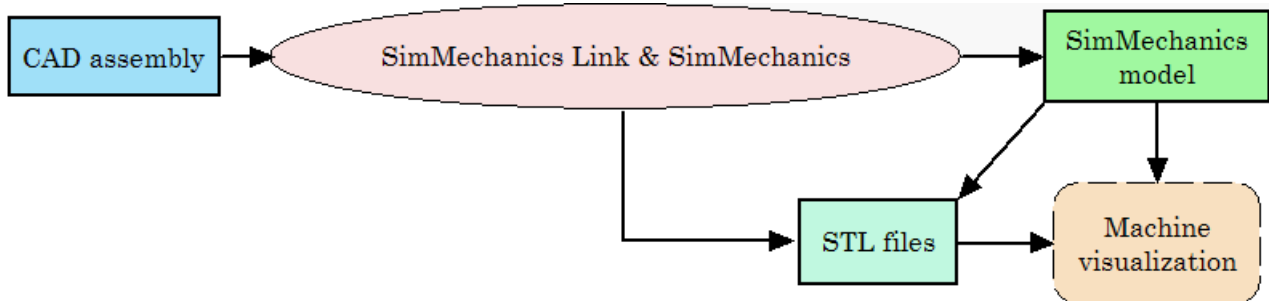 CAD assembly
SimMechanics Link & SimMechanics
SimMechanics
model
STL files
Machine
visualization